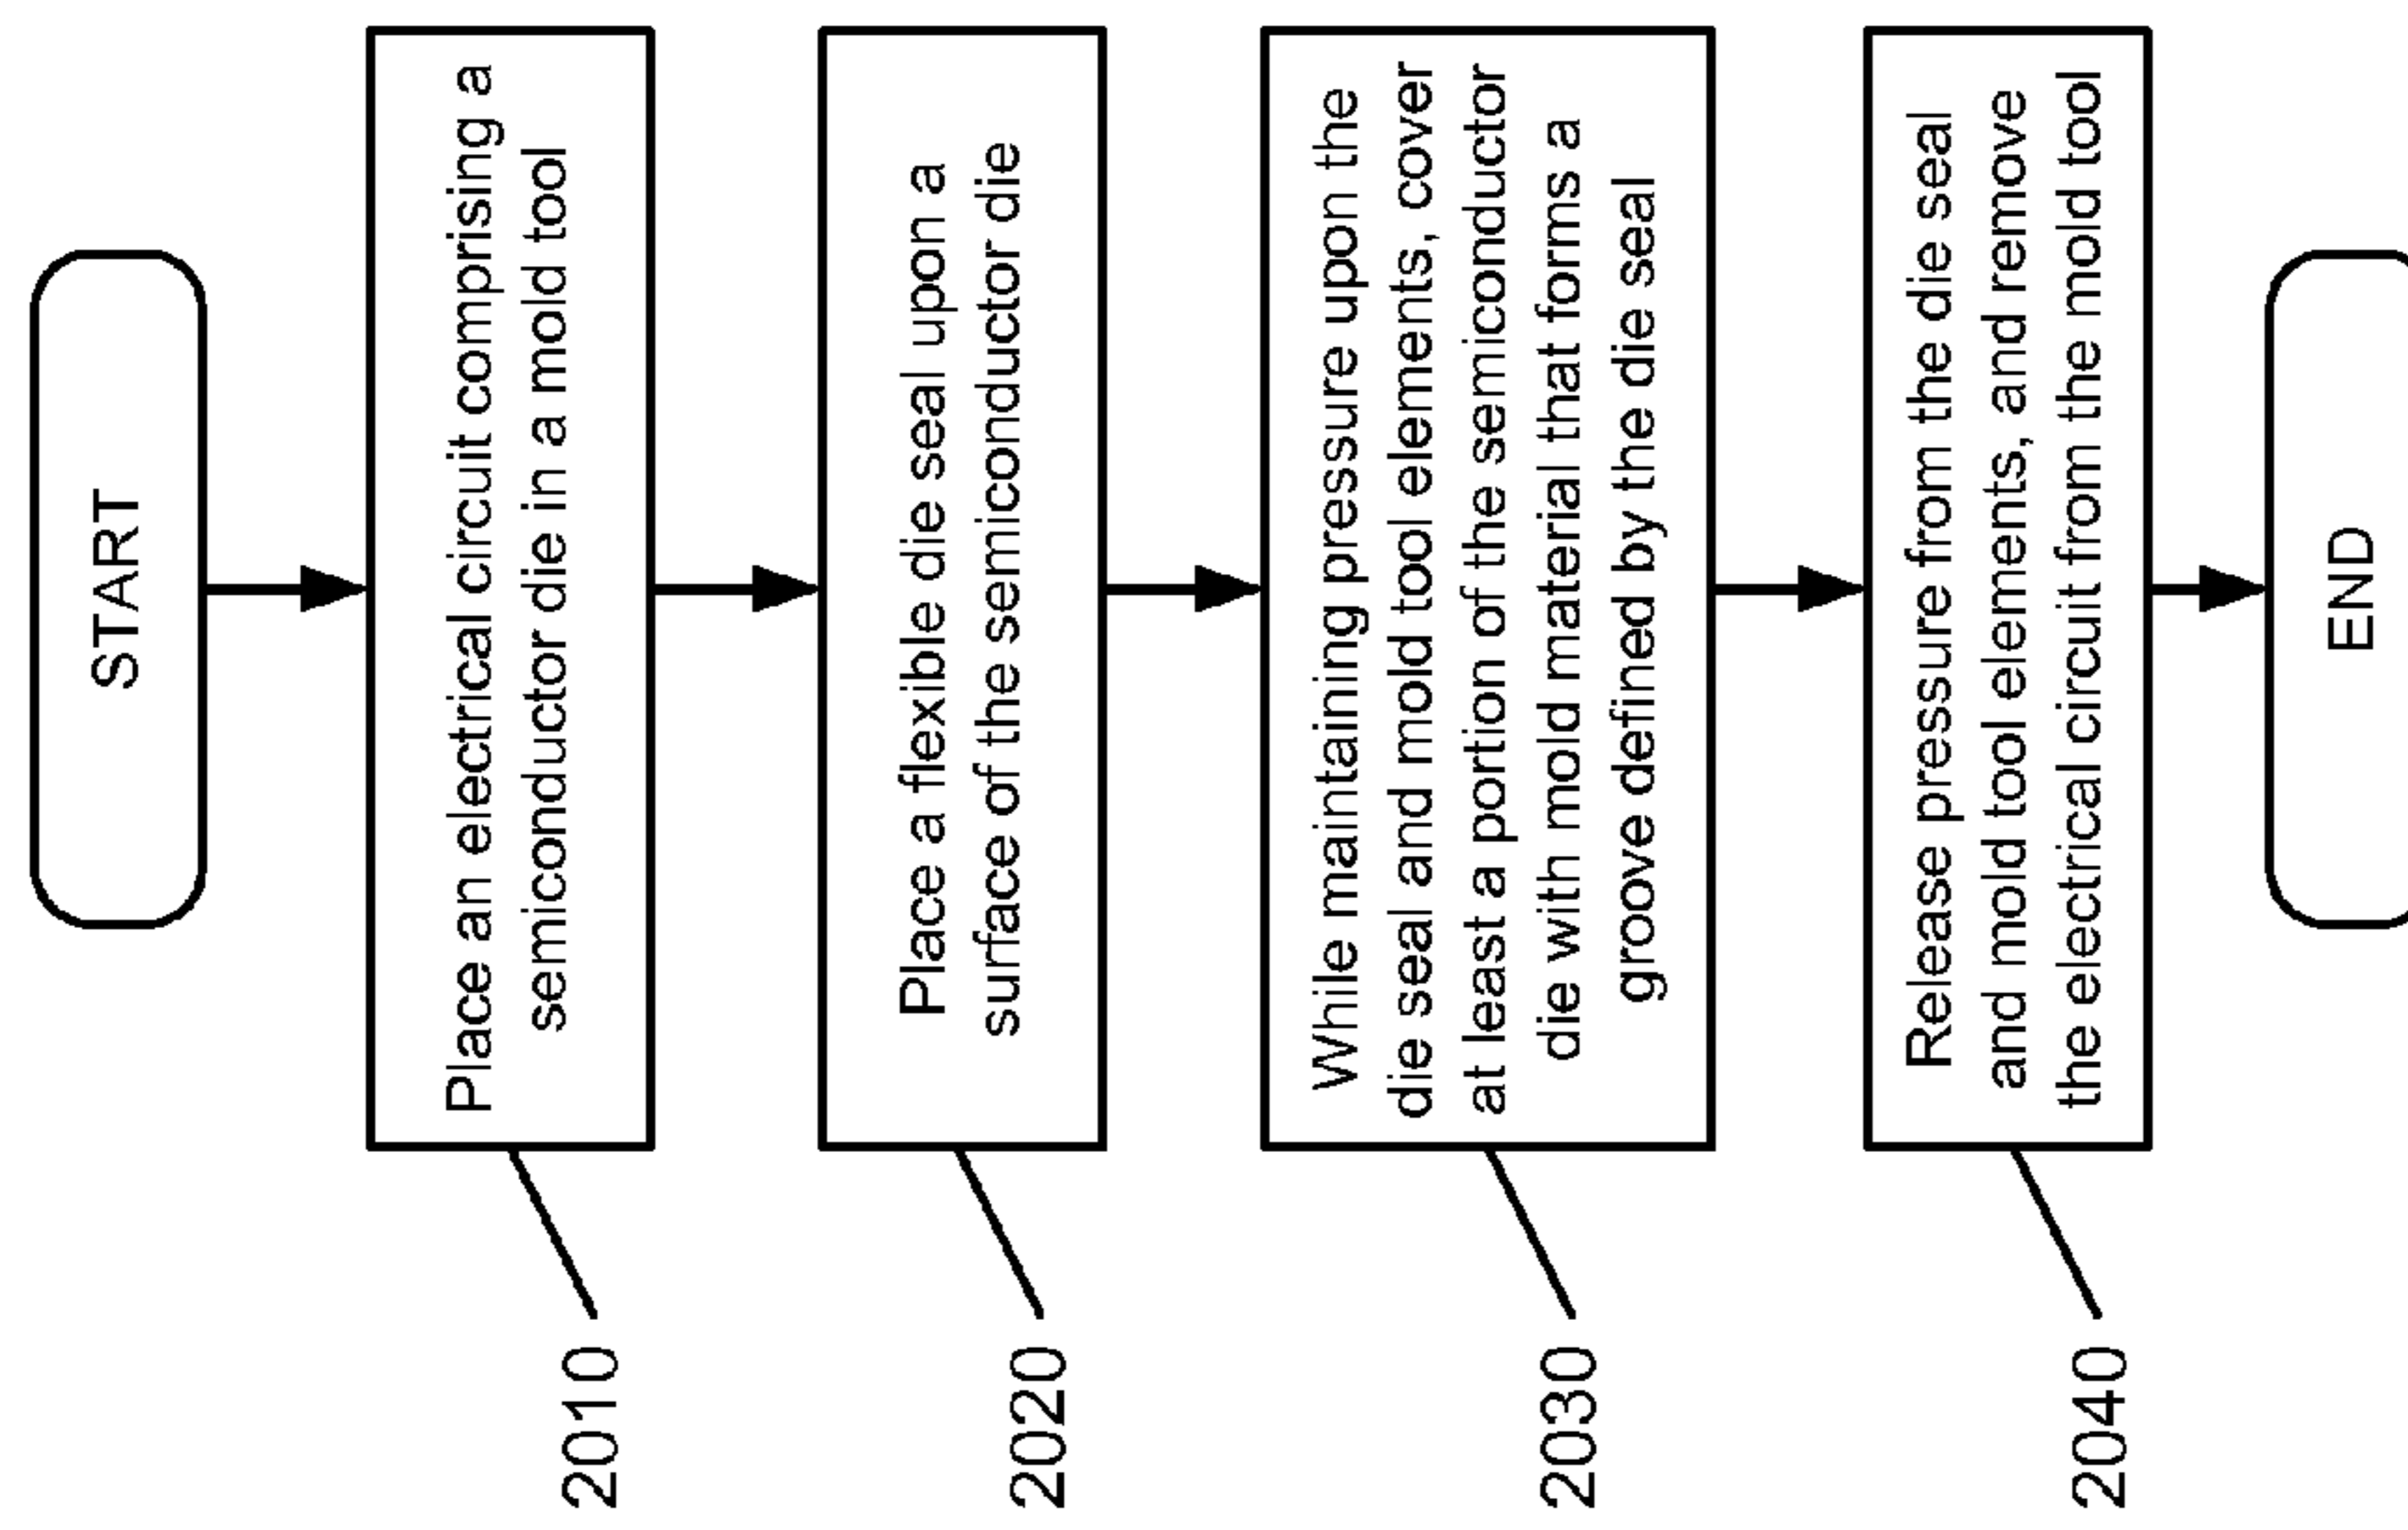 START
Place an electrical circuit comprising a
semiconductor die in a mold tool
2010
Place a flexible die seal upon a
surface of the semiconductor die
2020
While maintaining pressure upon the
die seal and mold tool elements, cover
at least a portion of the semiconductor
die with mold material that forms a
groove defined by the die seal
2030
Release pressure from the die seal
and mold tool elements, and remove
the electrical circuit from the mold tool
2040
END